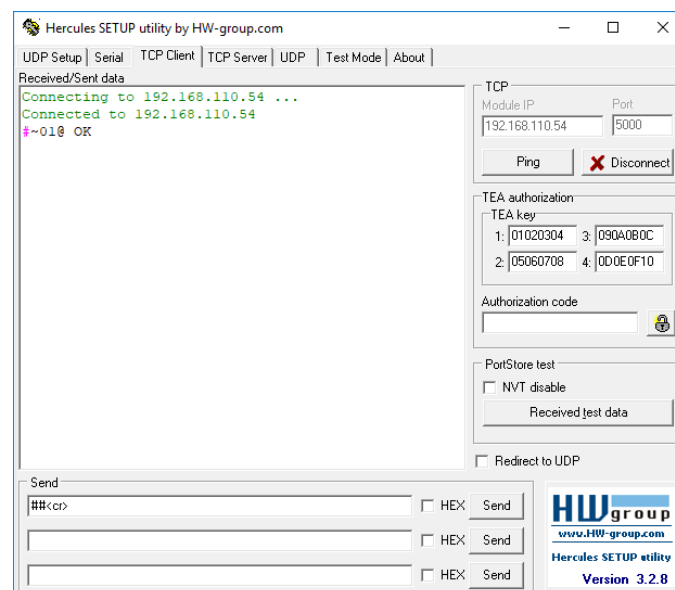 Hercules SETUP utility by HW-group.com
UDP Setup Serial TCP Client TCP Server UDP Test Mode About
Received/Sent data
Connecting to 192.168.110.54 ...
Connected to 192.168.110.54
#~01@ OK
TCP
Module IP Port
192.168.110.54 5000
Ping Disconnect
TEA authorization
TEA key
1: 01020304 3: 090A0B0C
2: 05060708 4: 0D0E0F10
Authorization code
PortStore test
NVT disable
Received test data
Redirect to UDP
Send
##<cr> HEX Send
HEX Send
HEX Send
HW group
www.HW-group.com
Hercules SETUP utility
Version 3.2.8